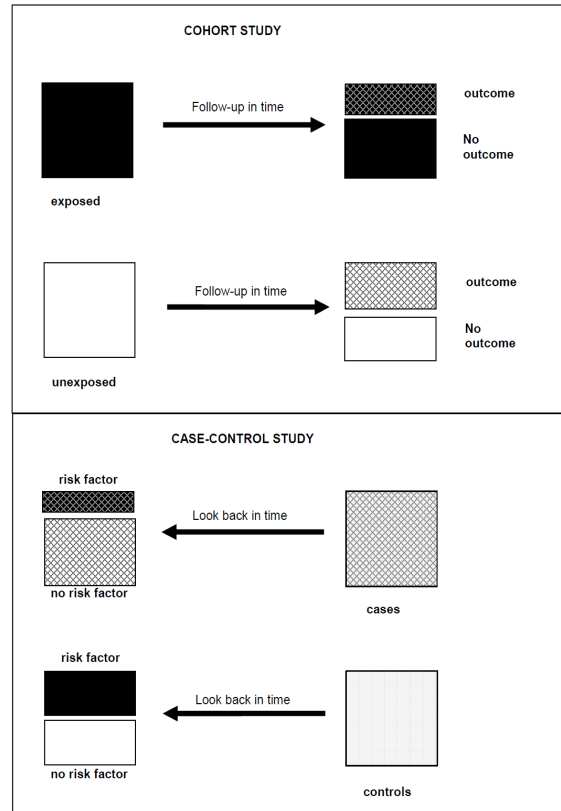 COHORT STUDY
Follow-up in time
outcome
No
outcome
exposed
Follow-up in time
outcome
No
outcome
unexposed
CASE-CONTROL STUDY
risk factor
Look back in time
no risk factor
cases
risk factor
Look back in time
no risk factor
controls